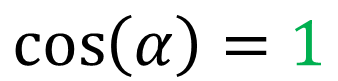 cos(α) = 1